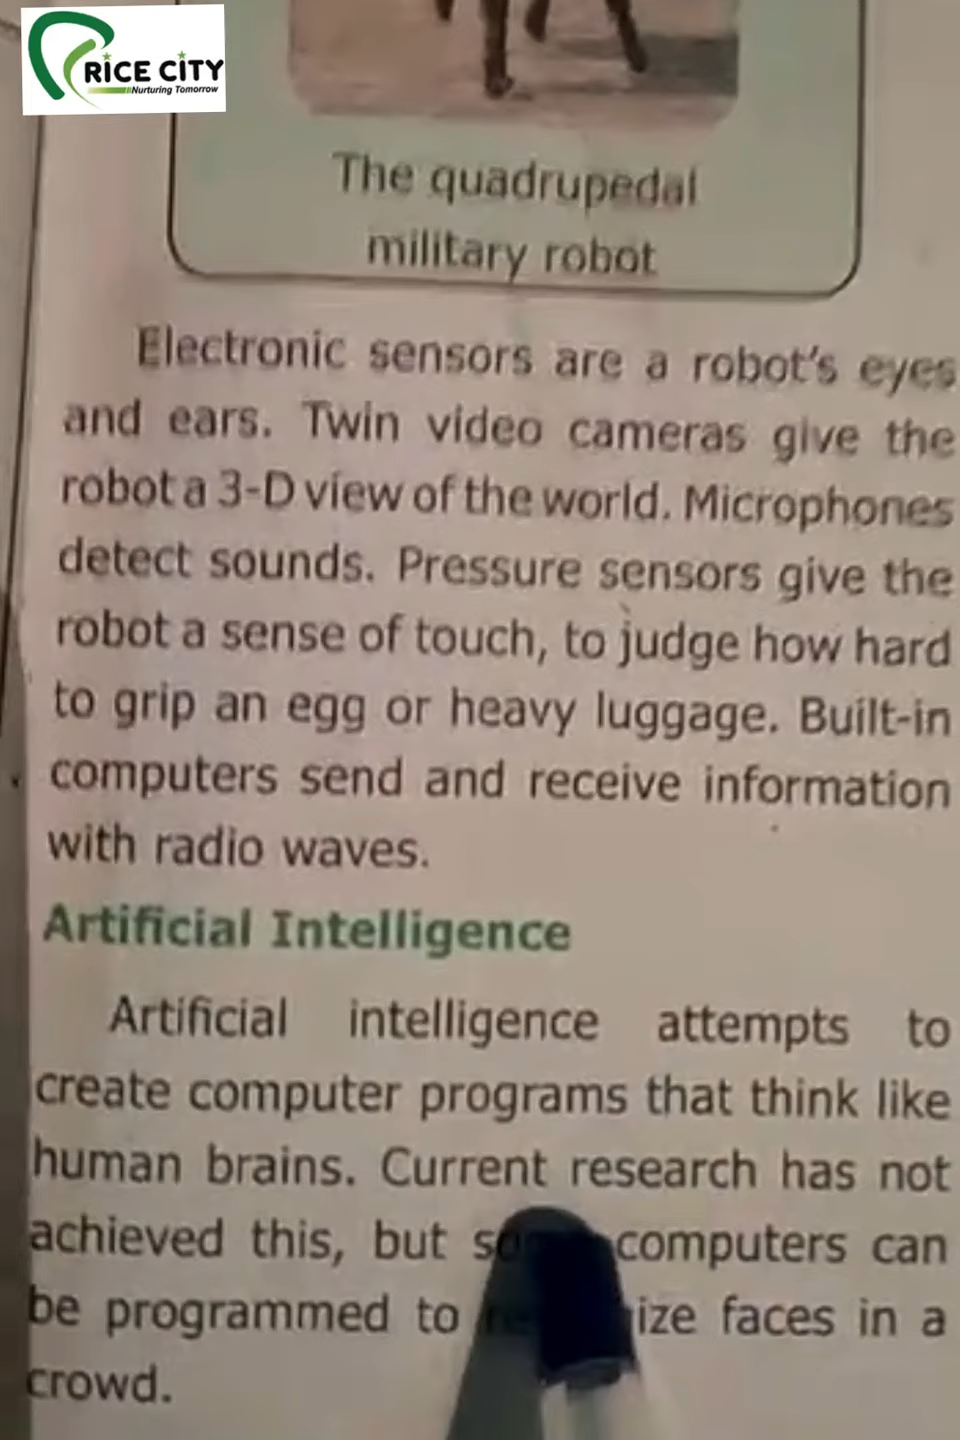 RICE CITY
Nurturing Tomorrow
The quadrupedal
military robot
Electronic sensors are a robot's eyes
and ears. Twin video cameras give the
robot a 3-D view of the world. Microphones
detect sounds. Pressure sensors give the
robot a sense of touch, to judge how hard
to grip an egg or heavy luggage. Built-in
computers send and receive information
with radio waves.
Artificial Intelligence
Artificial intelligence attempts to
create computer programs that think like
human brains. Current research has not
achieved this, but computers can
be programmed to faces in a
crowd.